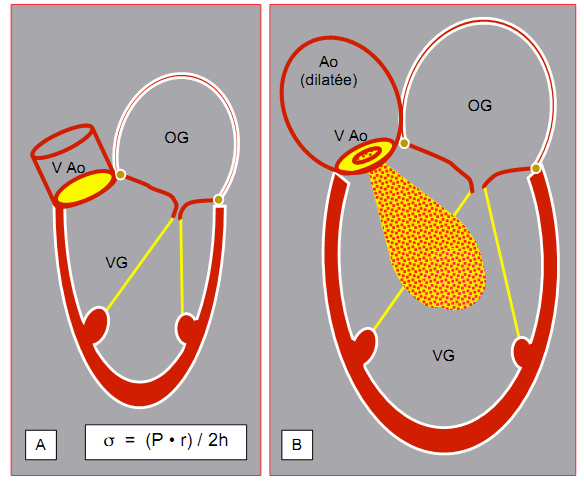 OG
V Ao
VG
A
σ = (P • r) / 2h
Ao
(dilatée)
OG
V Ao
VG
B